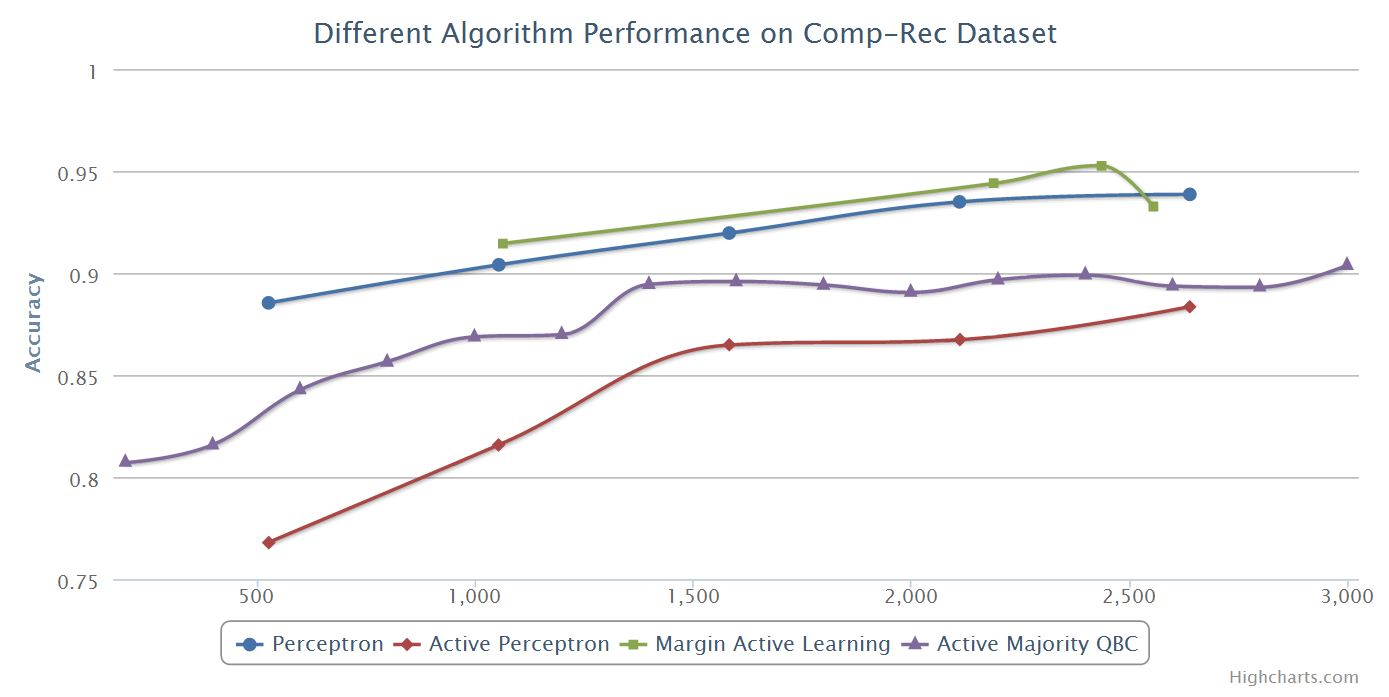 Different Algorithm Performance on Comp-Rec Dataset
1
0.95
0.9
0.85
0.8
0.75
Accuracy
500 1,000 1,500 2,000 2,500 3,000
Perceptron Active Perceptron Margin Active Learning Active Majority QBC
Highcharts.com